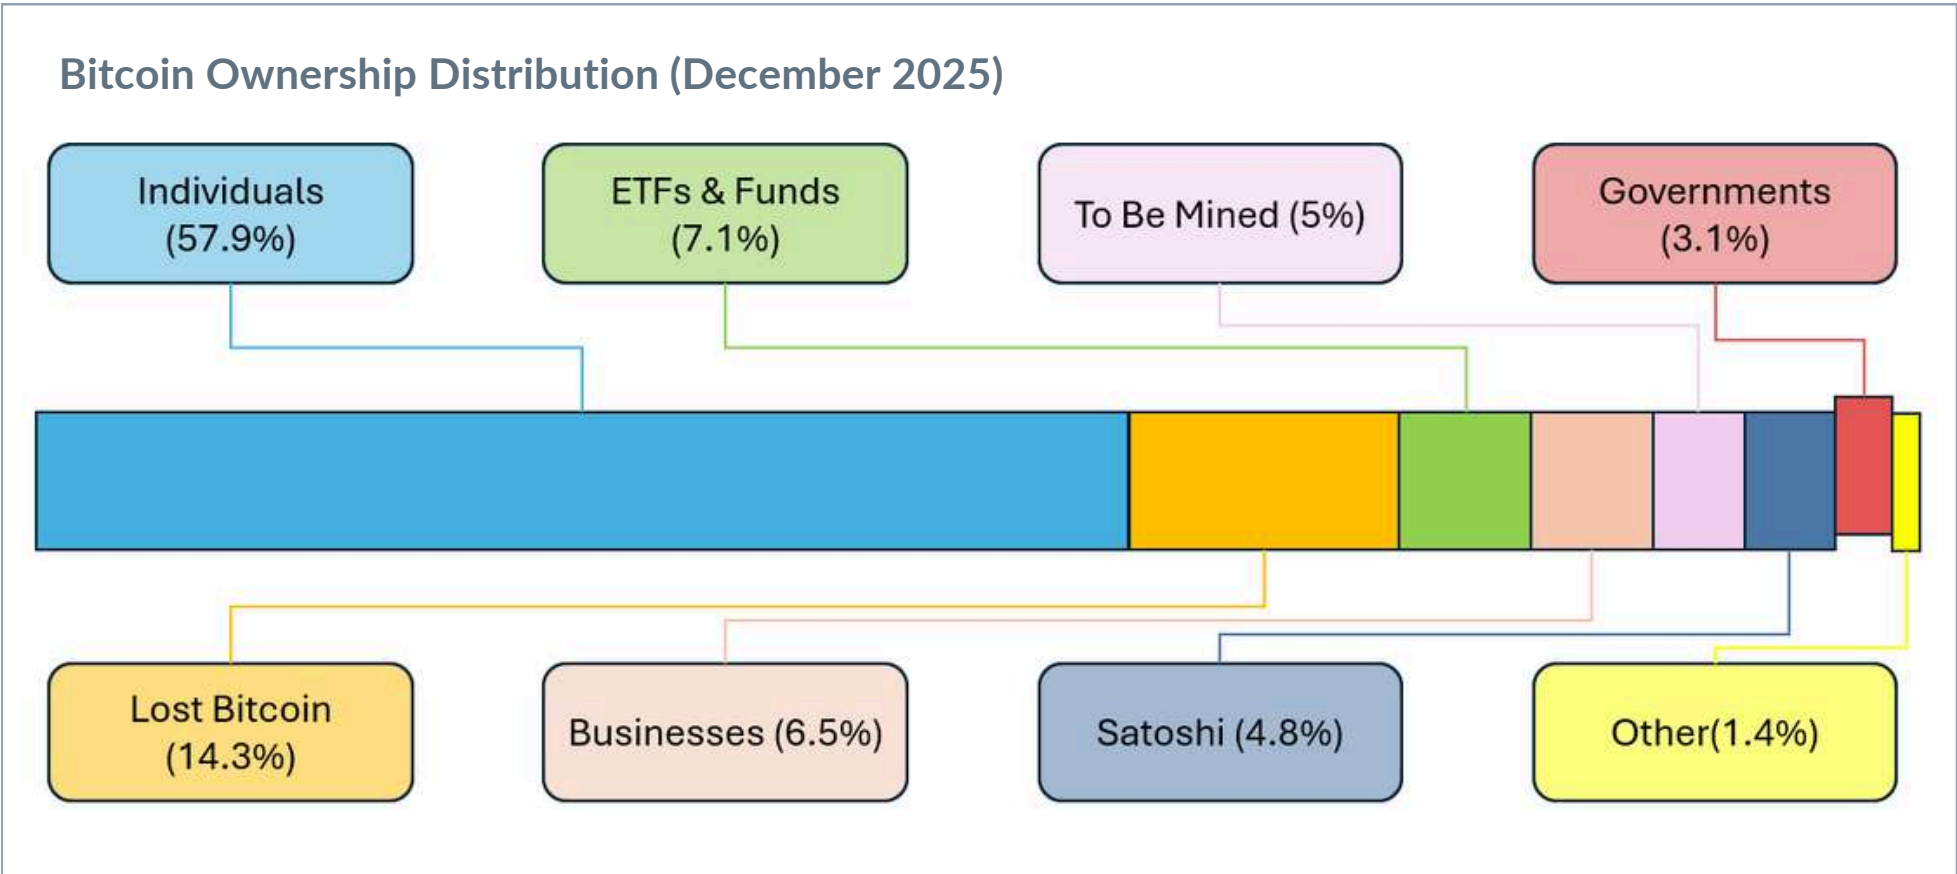 Bitcoin Ownership Distribution (December 2025)
Individuals
(57.9%)
ETFs & Funds
(7.1%)
To Be Mined (5%)
Governments
(3.1%)
Lost Bitcoin
(14.3%)
Businesses (6.5%)
Satoshi (4.8%)
Other(1.4%)